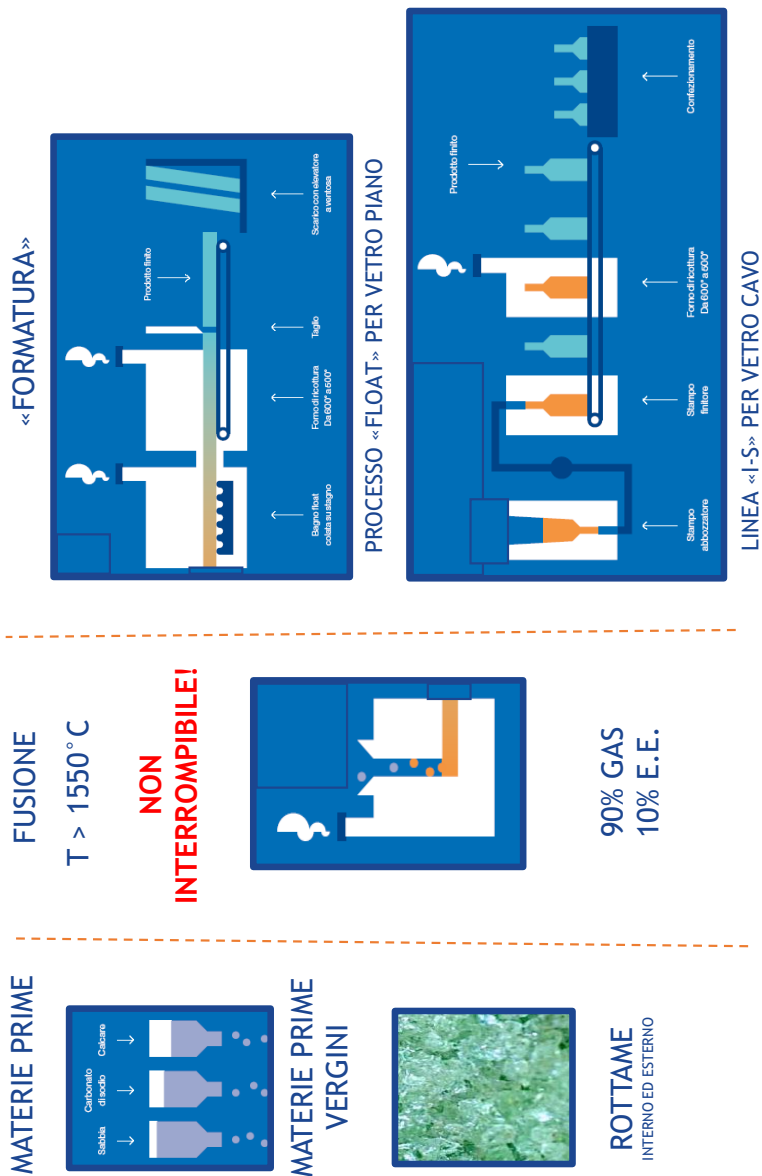 MATERIE PRIME
Sabbia
Carbonato
di sodio
Calcare
MATERIE PRIME
VERGINI
ROTTAME
INTERNO ED ESTERNO
FUSIONE
T > 1550°C
NON
INTERROMPIBILE!
90% GAS
10% E.E.
«FORMATURA»
Bagno float
colata su stagno
Forno di ricottura
Da 600° a 500°
Taglio
Prodotto finito
Scarico con elevatore
a ventosa
PROCESSO «FLOAT» PER VETRO PIANO
Stampo
abbozzatore
Stampo
finitore
Forno di ricottura
Da 600° a 500°
Prodotto finito
Confezionamento
LINEA «I-S» PER VETRO CAVO